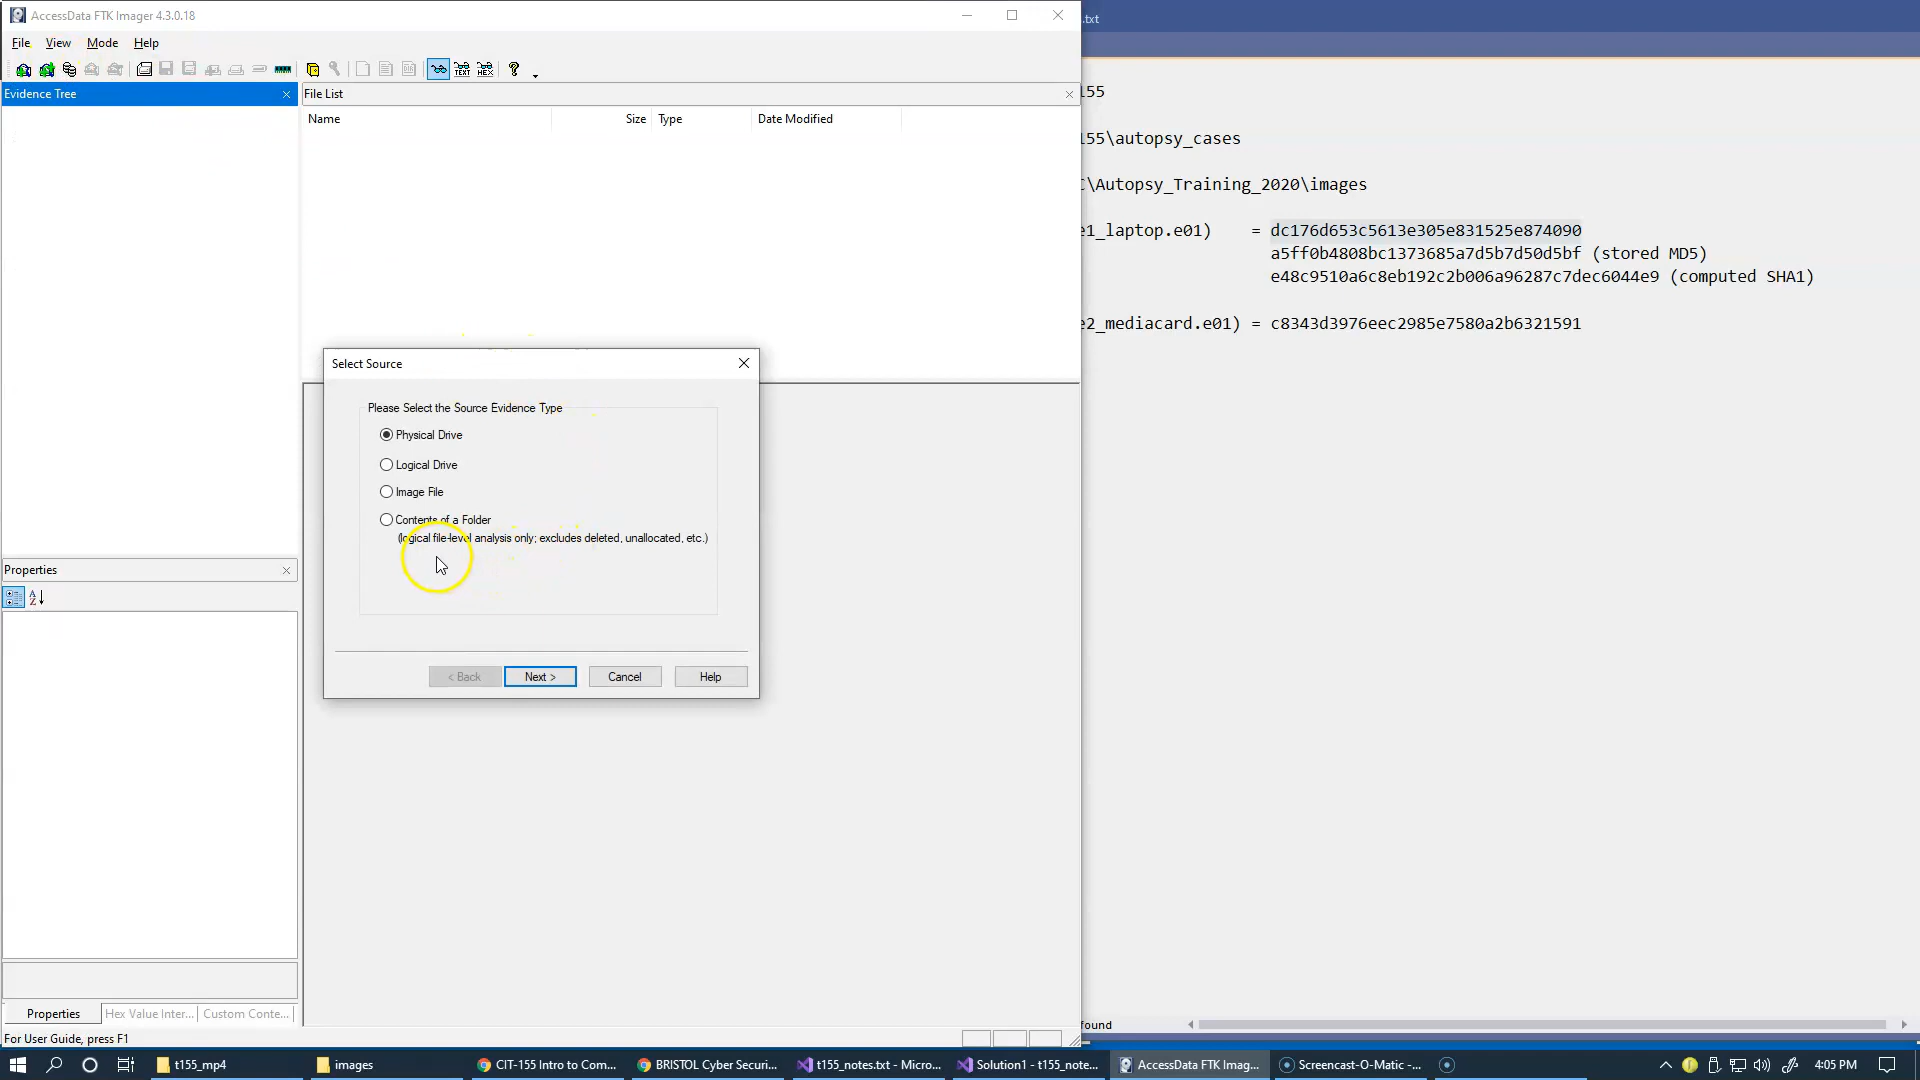 AccessData FTK Imager 4.3.0.18
.txt
File View Mode Help
TEXT HEX
Evidence Tree
File List
Name Size Type Date Modified
155
155\autopsy_cases
\Autopsy_Training_2020\images
e1_laptop.e01) = dc176d653c5613e305e831525e874090
a5ff0b4808bc1373685a7d5b7d50d5bf (stored MD5)
e48c9510a6c8eb192c2b006a96287c7dec6044e9 (computed SHA1)
e2_mediacard.e01) = c8343d3976eec2985e7580a2b6321591
Select Source
Please Select the Source Evidence Type
Physical Drive
Logical Drive
Image File
Contents of a Folder
(logical file-level analysis only; excludes deleted, unallocated, etc.)
< Back Next > Cancel Help
Properties
Properties Hex Value Inter... Custom Conte...
For User Guide, press F1
found
t155_mp4 images CIT-155 Intro to Com... BRISTOL Cyber Securi... t155_notes.txt - Micro... Solution1 - t155_note... AccessData FTK Imag... Screencast-O-Matic -... 4:05 PM